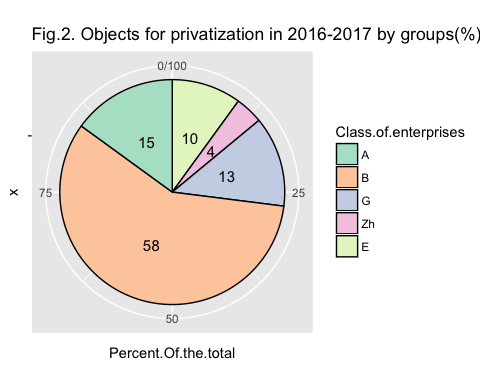 Fig.2. Objects for privatization in 2016-2017 by groups(%)
0/100
15
10
4
13
58
75
25
50
x
Percent.Of.the.total
Class.of.enterprises
A
B
G
Zh
E